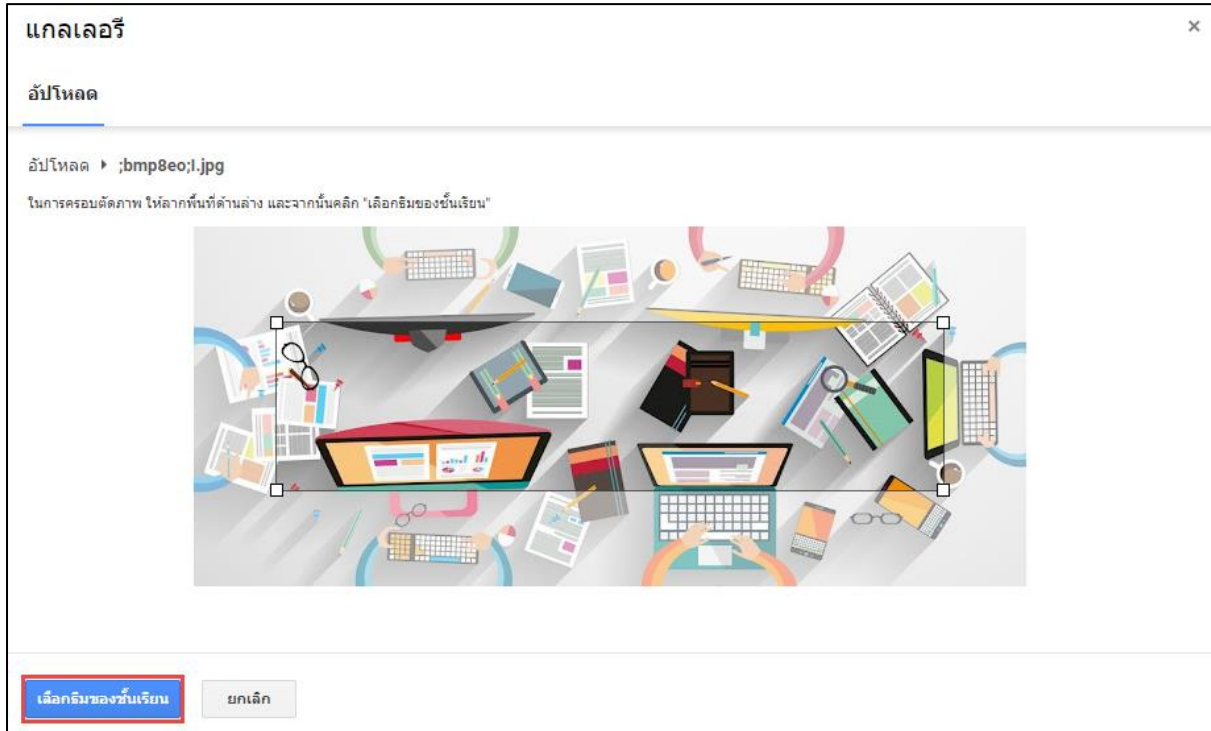 แกลเลอรี
×
อัปโหลด
อัปโหลด ▸ ;bmp8eo;I.jpg
ในการครอบตัดภาพ ให้ลากพื้นที่ด้านล่าง และจากนั้นคลิก "เลือกธีมของชั้นเรียน"
เลือกธีมของชั้นเรียน
ยกเลิก